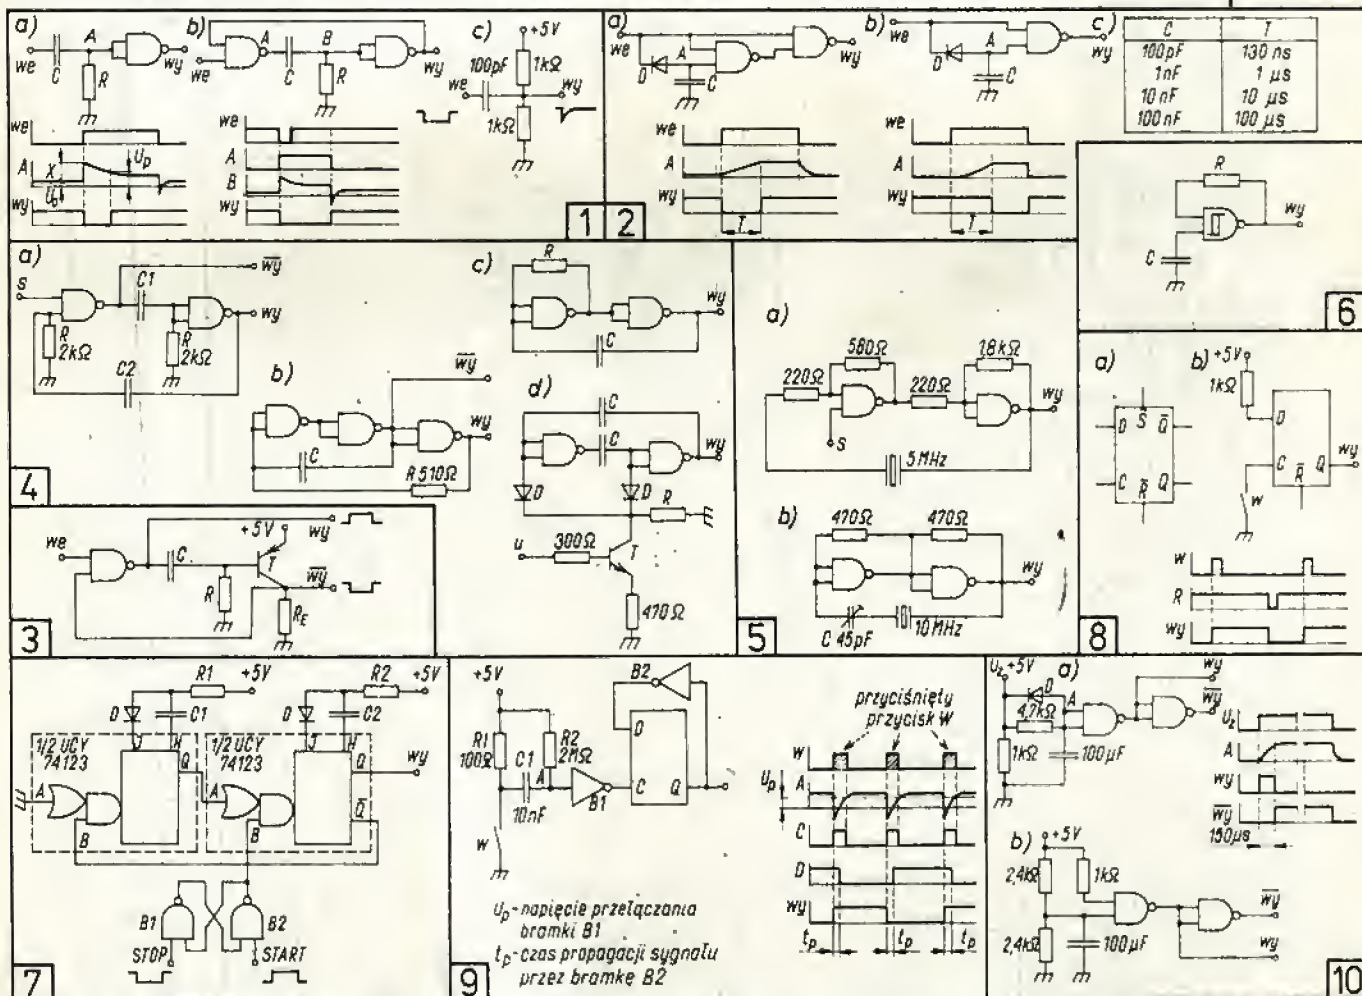 a)
A
we
C
R
wy
we
A
X
U₀
Up
wy
b)
A
B
we
C
R
wy
we
A
B
wy
c)
+5V
100pF
1kΩ
we
wy
1kΩ
1
2
a)
we
D
A
C
wy
we
A
wy
T
b)
we
D
A
C
wy
we
A
wy
T
c)
C T
100pF 130 ns
1nF 1 µs
10nF 10 µs
100nF 100 µs
R
wy
C
6
a)
s
C1
w̅y̅
wy
R
2kΩ
R
2kΩ
C2
b)
w̅y̅
wy
C
R 510Ω
c)
R
wy
C
d)
C
C
wy
D
D
R
u
300Ω
T
470Ω
4
we
C
+5V
wy
T
w̅y̅
R
R_E
3
a)
580Ω
1,8kΩ
220Ω
220Ω
wy
s
5MHz
b)
470Ω
470Ω
wy
C 45pF
10MHz
5
a)
S
D
Q̅
C
Q
R̅
b)
+5V
1kΩ
D
C
Q
R̅
wy
w
W
R
wy
8
R1
+5V
R2
+5V
D
C1
D
C2
J
H
J
H
1/2 UCY
74123
1/2 UCY
74123
Q
Q
wy
A
A
Q̅
B
B
B1
B2
STOP
START
7
+5V
B2
R1
100Ω
R2
2MΩ
D
C1
A
C
Q
10nF
B1
w
Up-napięcie przełączania
bramki B1
tp-czas propagacji sygnału
przez bramkę B2
9
przyciśnięty
przycisk W
W
Up
A
C
D
wy
tp
tp
tp
a)
Uz +5V
D
A
4,7kΩ
1kΩ
100µF
wy
w̅y̅
Uz
A
wy
w̅y̅
150µs
b)
+5V
2,4kΩ
1kΩ
2,4kΩ
100µF
w̅y̅
wy
10